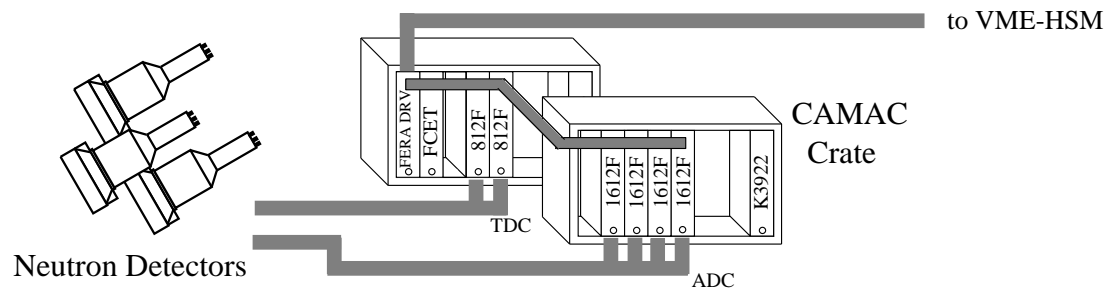 to VME-HSM
CAMAC
Crate
FERA DRV
FCET
812F
812F
1612F
1612F
1612F
1612F
K3922
TDC
Neutron Detectors
ADC